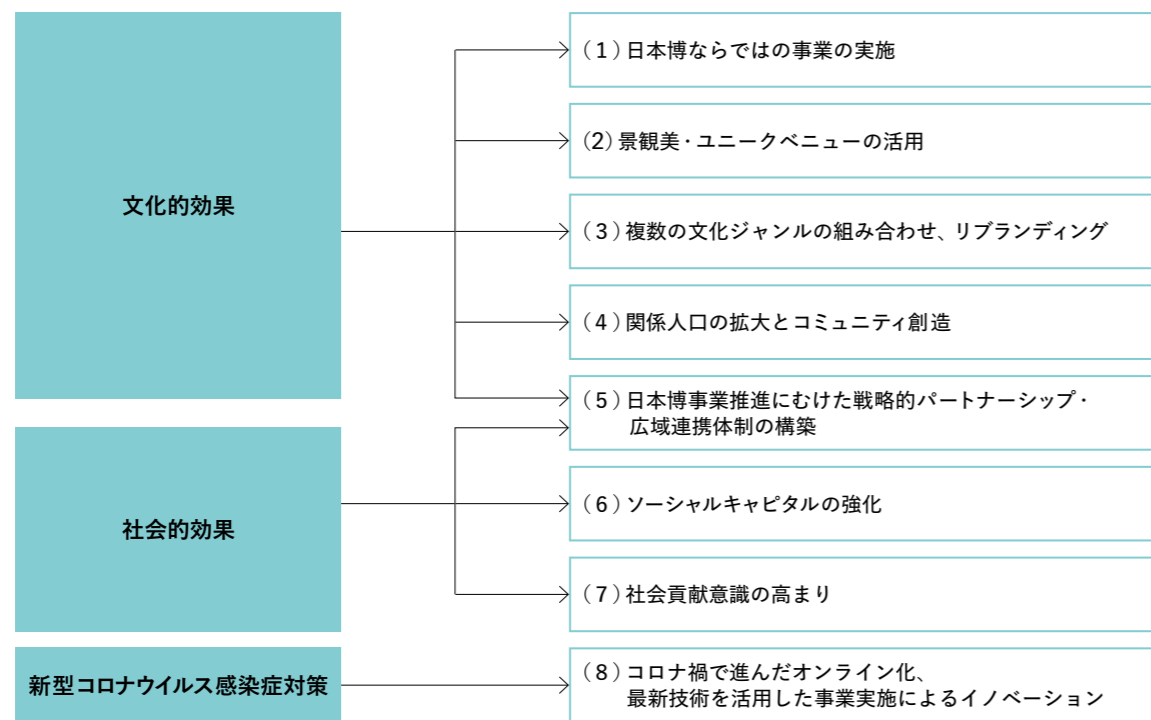 文化的効果
(1)日本博ならではの事業の実施
(2)景観美・ユニークベニューの活用
(3)複数の文化ジャンルの組み合わせ、リブランディング
(4)関係人口の拡大とコミュニティ創造
(5)日本博事業推進にむけた戦略的パートナーシップ・
広域連携体制の構築
社会的効果
(6)ソーシャルキャピタルの強化
(7)社会貢献意識の高まり
新型コロナウイルス感染症対策
(8)コロナ禍で進んだオンライン化、
最新技術を活用した事業実施によるイノベーション